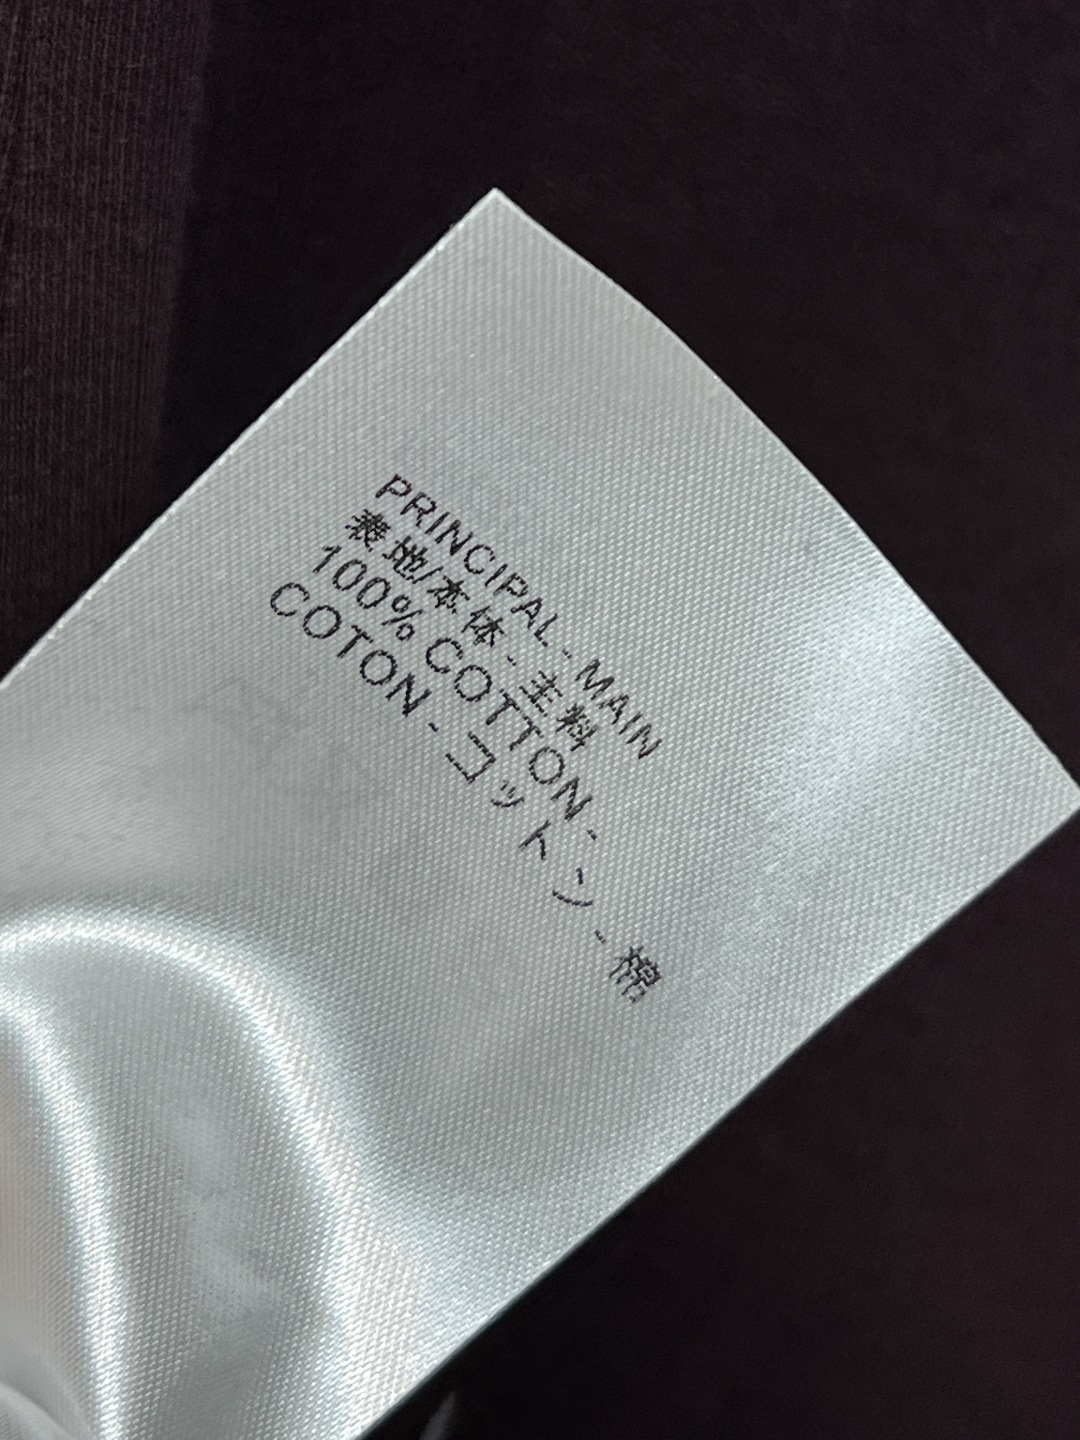 PRINCIPAL - MAIN
表地/本体 - 主料
100% COTTON -
COTON - コットン - 棉